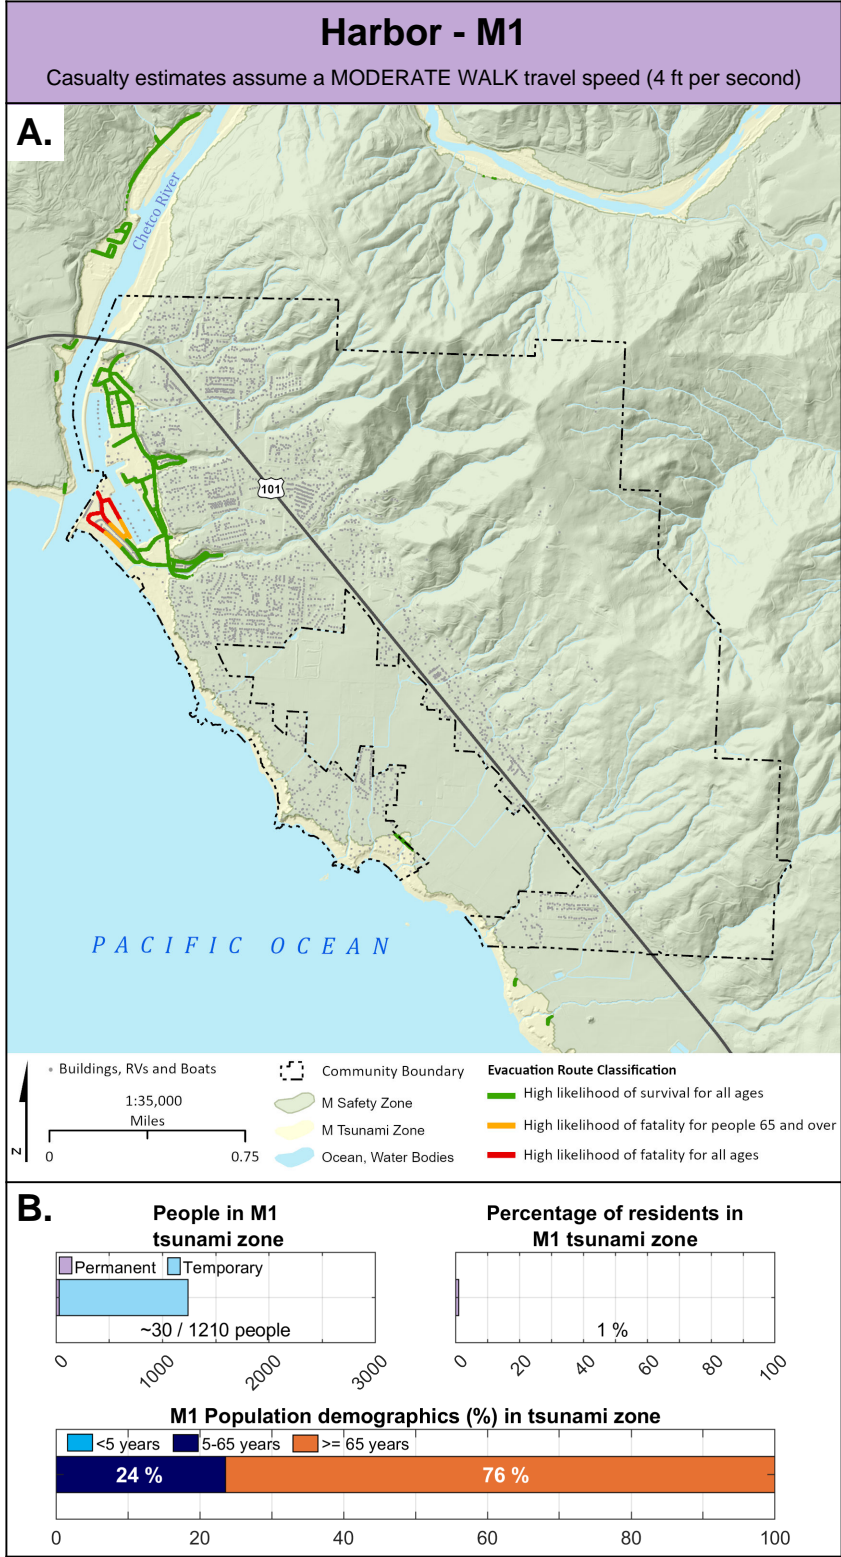 Harbor - M1
Casualty estimates assume a MODERATE WALK travel speed (4 ft per second)
A.
Chetco River
101
PACIFIC OCEAN
N
Buildings, RVs and Boats
1:35,000
Miles
0 0.75
Community Boundary
M Safety Zone
M Tsunami Zone
Ocean, Water Bodies
Evacuation Route Classification
High likelihood of survival for all ages
High likelihood of fatality for people 65 and over
High likelihood of fatality for all ages
B.
People in M1
tsunami zone
Permanent Temporary
~30 / 1210 people
0 1000 2000 3000
Percentage of residents in
M1 tsunami zone
1 %
0 20 40 60 80 100
M1 Population demographics (%) in tsunami zone
<5 years 5-65 years >= 65 years
24 % 76 %
0 20 40 60 80 100